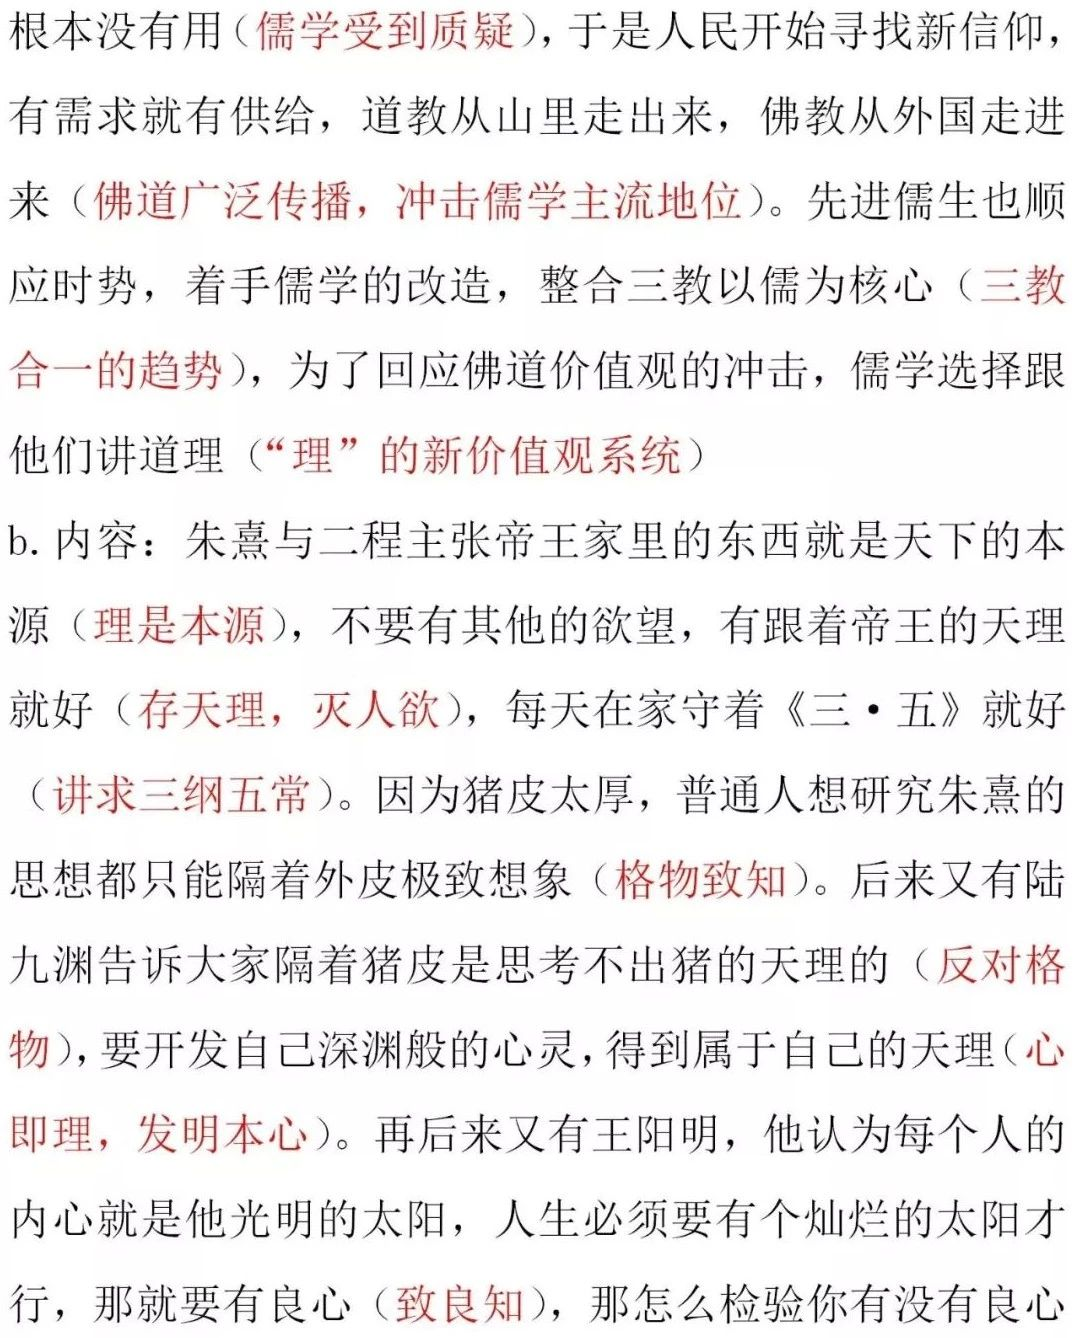 根本没有用（儒学受到质疑），于是人民开始寻找新信仰，
有需求就有供给，道教从山里走出来，佛教从外国走进
来（佛道广泛传播，冲击儒学主流地位）。先进儒生也顺
应时势，着手儒学的改造，整合三教以儒为核心（三教
合一的趋势），为了回应佛道价值观的冲击，儒学选择跟
他们讲道理（“理”的新价值观系统）
b. 内容：朱熹与二程主张帝王家里的东西就是天下的本
源（理是本源），不要有其他的欲望，有跟着帝王的天理
就好（存天理，灭人欲），每天在家守着《三·五》就好
（讲求三纲五常）。因为猪皮太厚，普通人想研究朱熹的
思想都只能隔着外皮极致想象（格物致知）。后来又有陆
九渊告诉大家隔着猪皮是思考不出猪的天理的（反对格
物），要开发自己深渊般的心灵，得到属于自己的天理（心
即理，发明本心）。再后来又有王阳明，他认为每个人的
内心就是他光明的太阳，人生必须要有个灿烂的太阳才
行，那就要有良心（致良知），那怎么检验你有没有良心